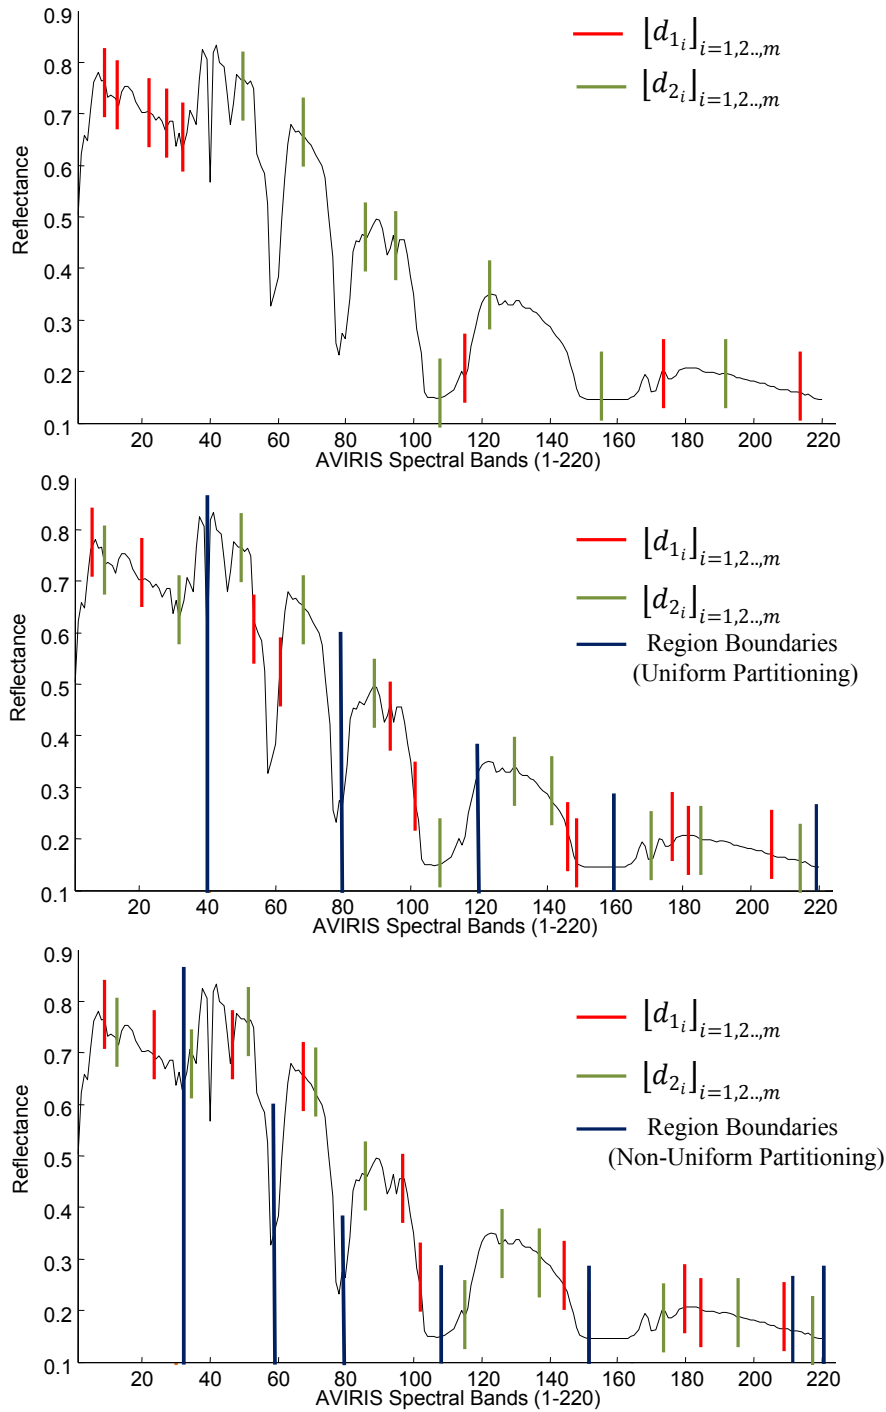 0.9
0.8
0.7
0.6
0.5
0.4
0.3
0.2
0.1
Reflectance
20 40 60 80 100 120 140 160 180 200 220
AVIRIS Spectral Bands (1-220)
⌊d₁ᵢ⌋ᵢ₌₁,₂..,ₘ
⌊d₂ᵢ⌋ᵢ₌₁,₂..,ₘ
0.9
0.8
0.7
0.6
0.5
0.4
0.3
0.2
0.1
Reflectance
20 40 60 80 100 120 140 160 180 200 220
AVIRIS Spectral Bands (1-220)
⌊d₁ᵢ⌋ᵢ₌₁,₂..,ₘ
⌊d₂ᵢ⌋ᵢ₌₁,₂..,ₘ
Region Boundaries
(Uniform Partitioning)
0.9
0.8
0.7
0.6
0.5
0.4
0.3
0.2
0.1
Reflectance
20 40 60 80 100 120 140 160 180 200 220
AVIRIS Spectral Bands (1-220)
⌊d₁ᵢ⌋ᵢ₌₁,₂..,ₘ
⌊d₂ᵢ⌋ᵢ₌₁,₂..,ₘ
Region Boundaries
(Non-Uniform Partitioning)